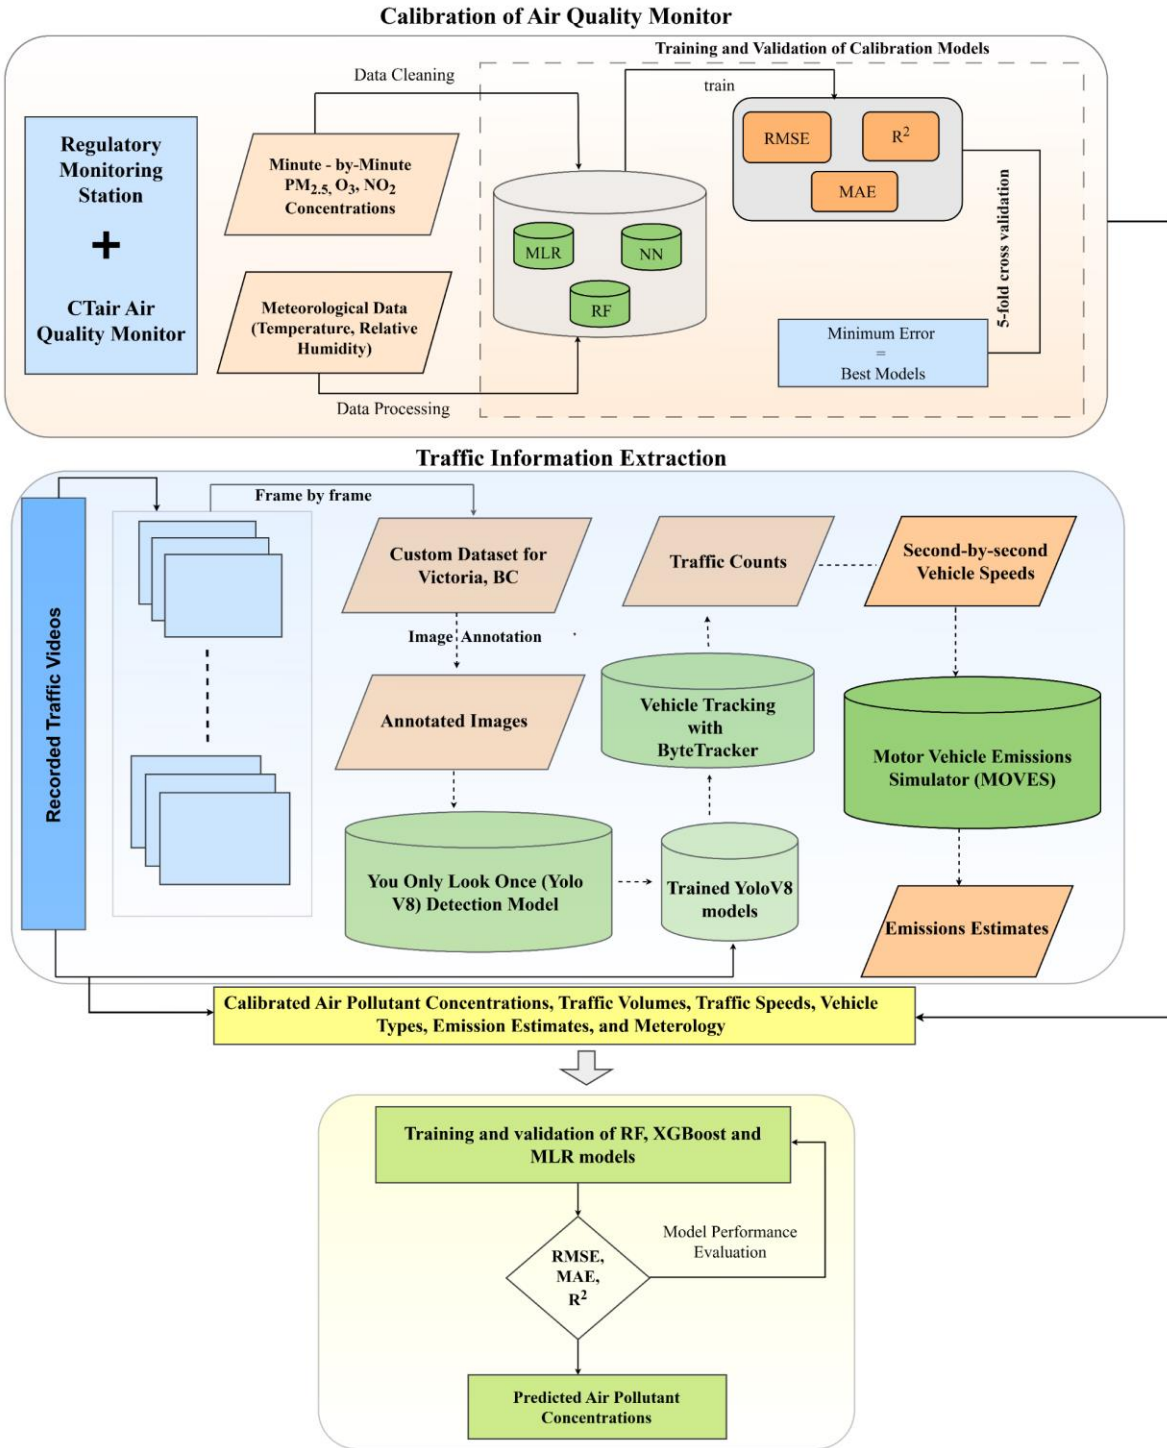 Calibration of Air Quality Monitor
Training and Validation of Calibration Models
Data Cleaning
train
Regulatory
Monitoring
Station
+
CTair Air
Quality Monitor
Minute - by-Minute
PM2.5, O3, NO2
Concentrations
Meteorological Data
(Temperature, Relative
Humidity)
Data Processing
MLR
NN
RF
RMSE
R²
MAE
5-fold cross validation
Minimum Error
=
Best Models
Traffic Information Extraction
Recorded Traffic Videos
Frame by frame
Custom Dataset for
Victoria, BC
Image Annotation
Annotated Images
You Only Look Once (Yolo
V8) Detection Model
Trained YoloV8
models
Vehicle Tracking
with
ByteTracker
Traffic Counts
Second-by-second
Vehicle Speeds
Motor Vehicle Emissions
Simulator (MOVES)
Emissions Estimates
Calibrated Air Pollutant Concentrations, Traffic Volumes, Traffic Speeds, Vehicle
Types, Emission Estimates, and Meterology
Training and validation of RF, XGBoost and
MLR models
RMSE,
MAE,
R²
Model Performance
Evaluation
Predicted Air Pollutant
Concentrations